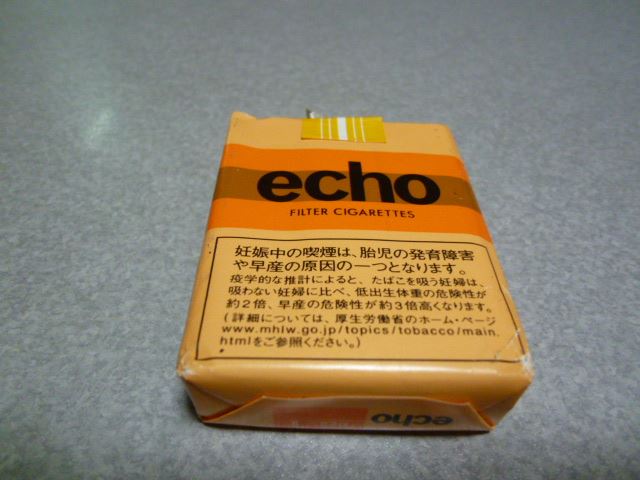 echo
FILTER CIGARETTES
妊娠中の喫煙は、胎児の発育障害
や早産の原因の一つとなります。
疫学的な推計によると、たばこを吸う妊婦は、
吸わない妊婦に比べ、低出生体重の危険性が
約2倍、早産の危険性が約3倍高くなります。
(詳細については、厚生労働省のホーム・ページ
www.mhlw.go.jp/topics/tobacco/main.
htmlをご参照ください。)
echo